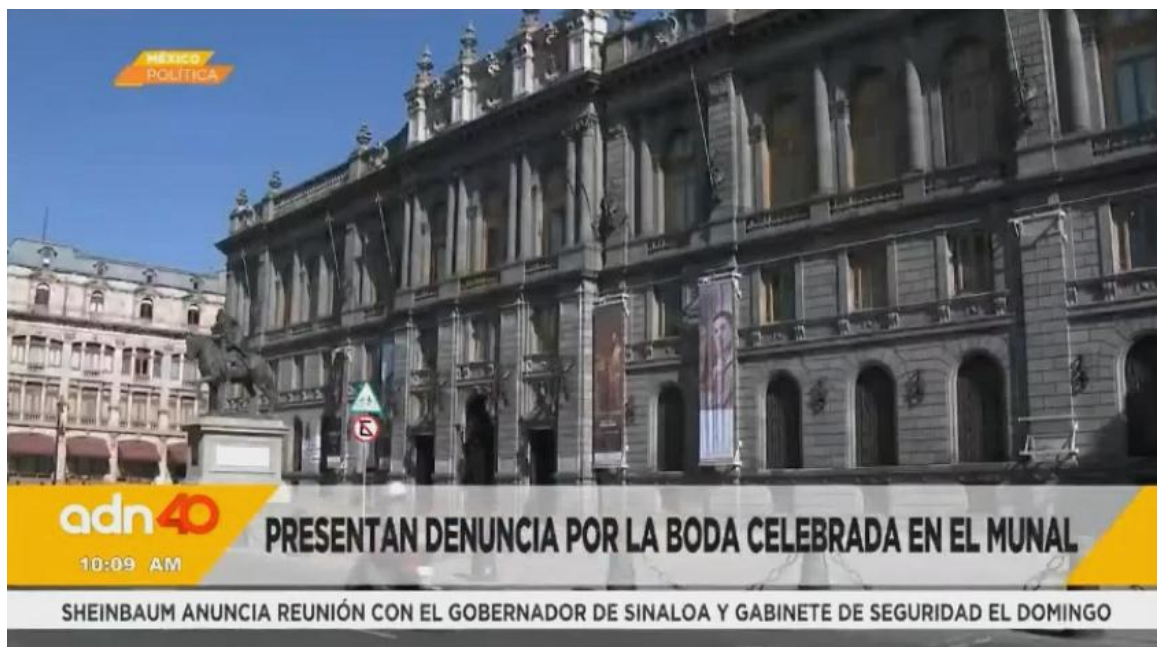 MÉXICO
POLÍTICA
adn40
10:09 AM
PRESENTAN DENUNCIA POR LA BODA CELEBRADA EN EL MUNAL
SHEINBAUM ANUNCIA REUNIÓN CON EL GOBERNADOR DE SINALOA Y GABINETE DE SEGURIDAD EL DOMINGO